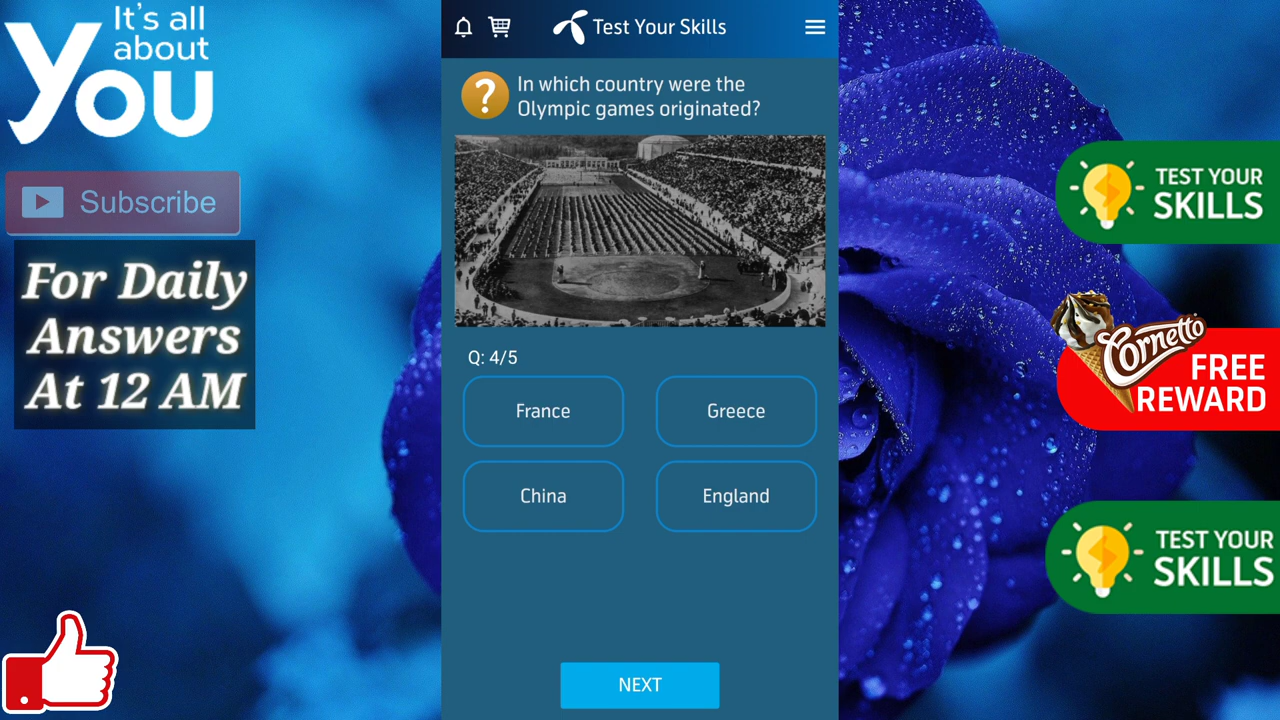 It's all
about
you
Subscribe
For Daily
Answers
At 12 AM
Test Your Skills
?
In which country were the
Olympic games originated?
Q: 4/5
France
Greece
China
England
NEXT
TEST YOUR
SKILLS
Cornetto
FREE
REWARD
TEST YOUR
SKILLS